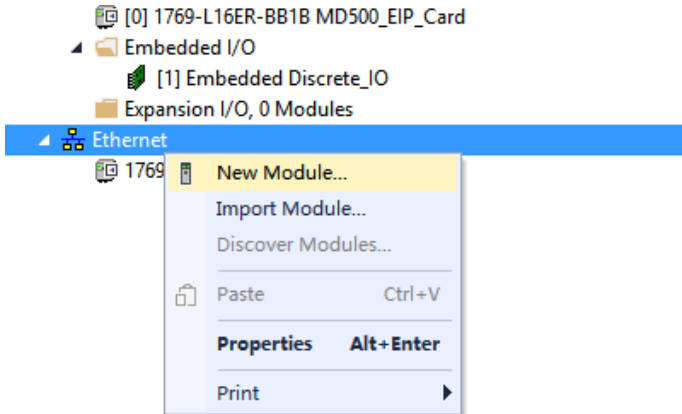 [0] 1769-L16ER-BB1B MD500_EIP_Card
Embedded I/O
[1] Embedded Discrete_IO
Expansion I/O, 0 Modules
Ethernet
1769
New Module...
Import Module...
Discover Modules...
Paste Ctrl+V
Properties Alt+Enter
Print